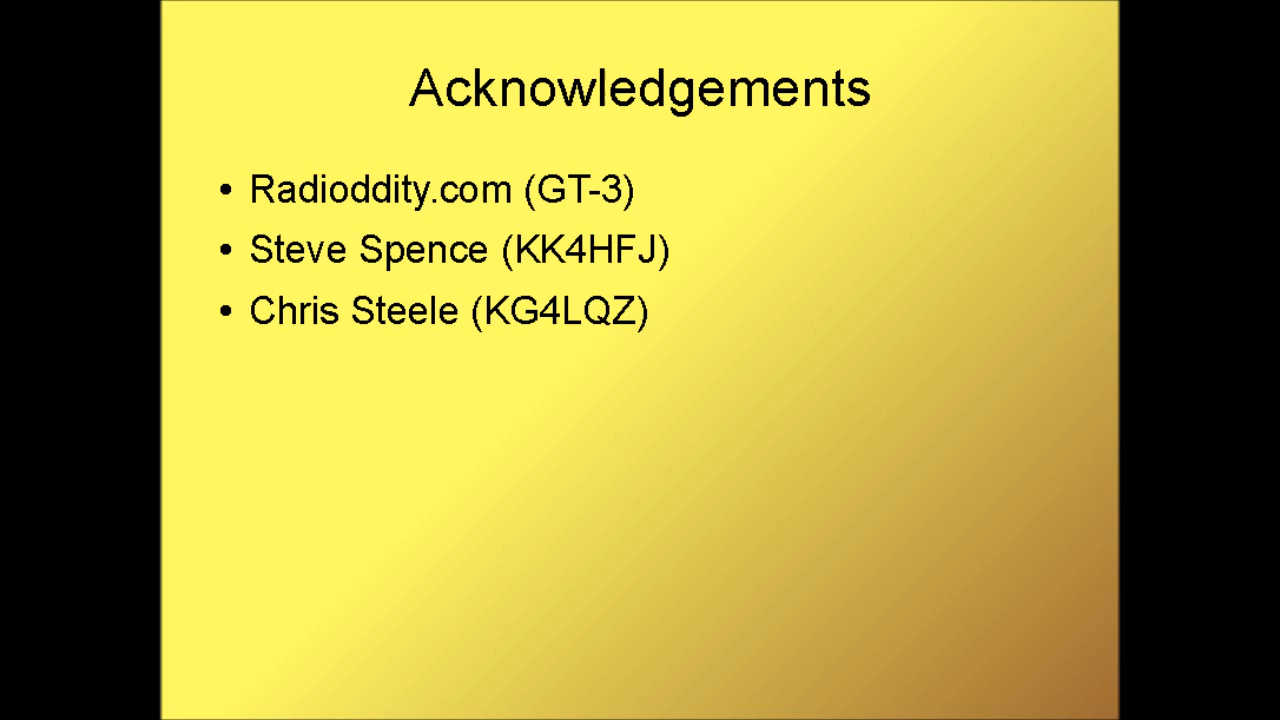 Acknowledgements
• Radioddity.com (GT-3)
• Steve Spence (KK4HFJ)
• Chris Steele (KG4LQZ)